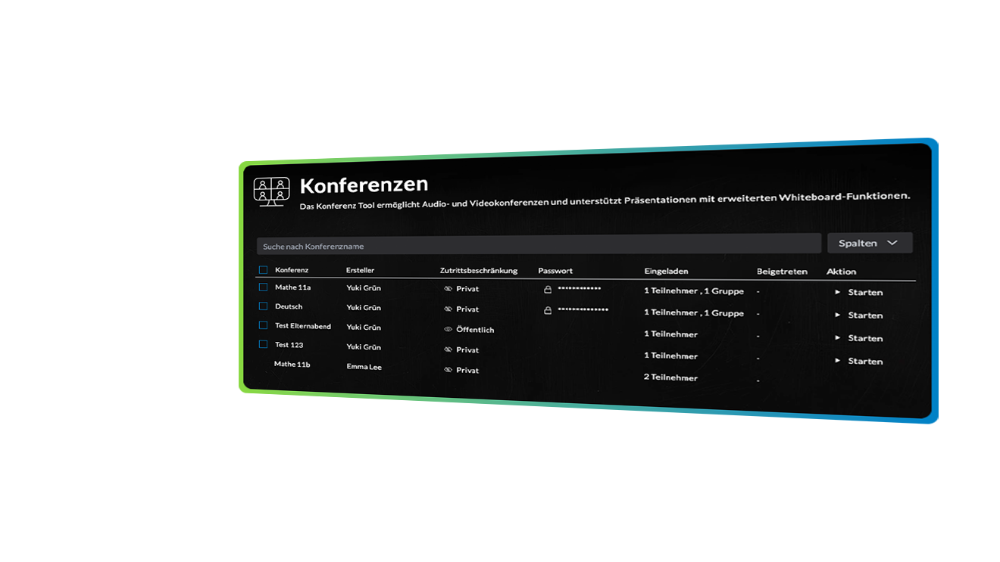 Konferenzen
Das Konferenz Tool ermöglicht Audio- und Videokonferenzen und unterstützt Präsentationen mit erweiterten Whiteboard-Funktionen.
Suche nach Konferenzname Spalten
Konferenz Ersteller Zutrittsbeschränkung Passwort Eingeladen Beigetreten Aktion
Mathe 11a Yuki Grün Privat ************ 1 Teilnehmer , 1 Gruppe - Starten
Deutsch Yuki Grün Privat ************** 1 Teilnehmer , 1 Gruppe - Starten
Test Elternabend Yuki Grün Öffentlich 1 Teilnehmer - Starten
Test 123 Yuki Grün Privat 1 Teilnehmer - Starten
Mathe 11b Emma Lee Privat 2 Teilnehmer -